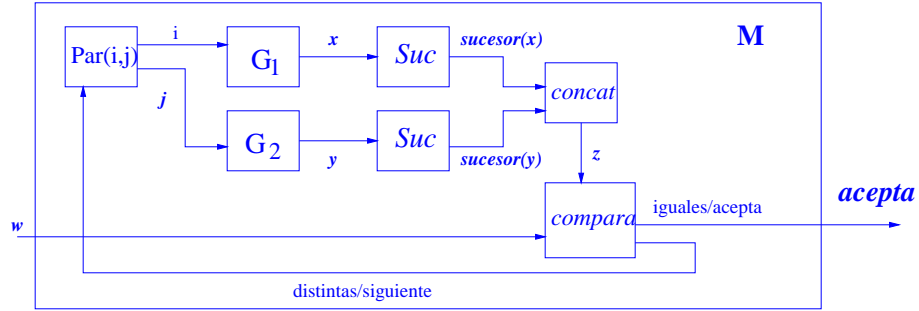 M
Par(i,j)
i
G1
x
Suc
sucesor(x)
concat
j
G2
y
Suc
sucesor(y)
z
acepta
compara
iguales/acepta
w
distintas/siguiente